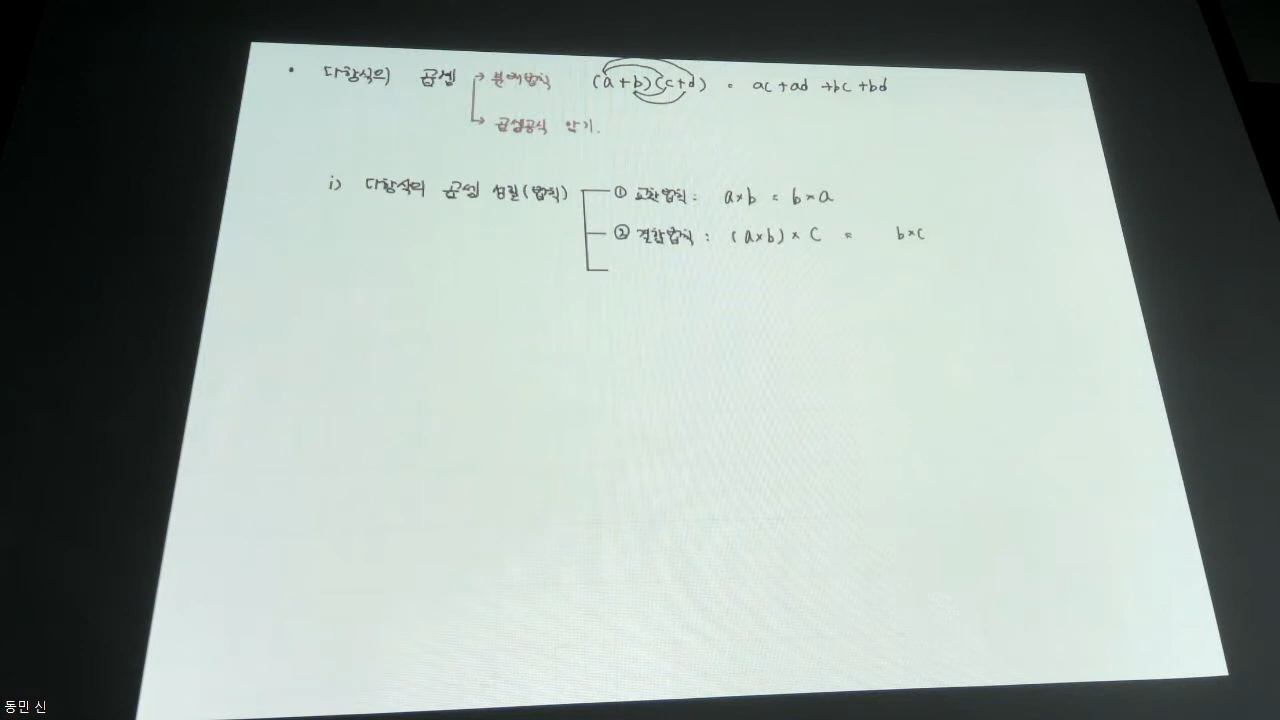 • 다항식의 곱셈 → 분배법칙 (a+b)(c+d) = ac+ad+bc+bd
→ 곱셈공식 암기.
i) 다항식의 곱셈 성질(법칙) ① 교환법칙 : a×b = b×a
② 결합법칙 : (a×b)×c = b×c
동민 신